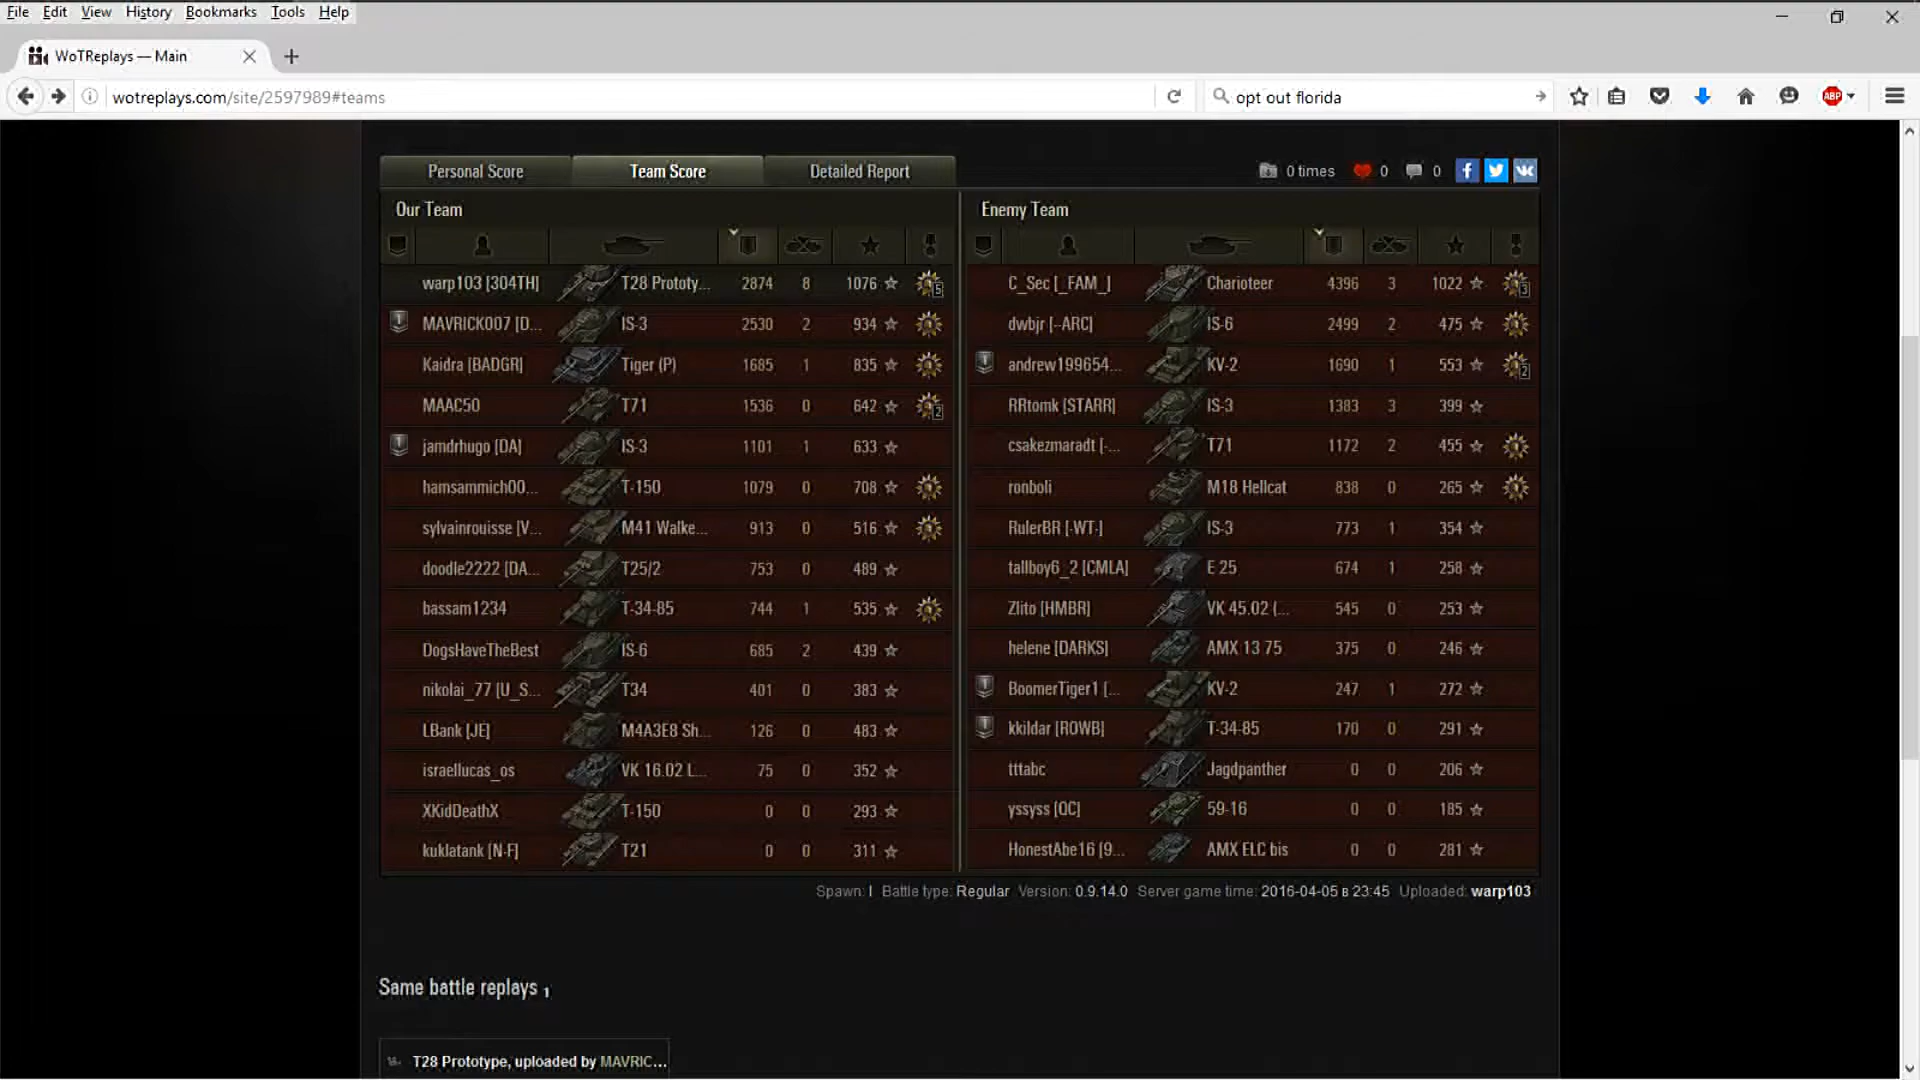 File Edit View History Bookmarks Tools Help
WoTReplays — Main
wotreplays.com/site/2597989#teams
opt out florida
ABP
Personal Score Team Score Detailed Report 0 times 0 0
Our Team
warp103 [304TH] T28 Prototy... 2874 8 1076 5
1 MAVRICK007 [D... IS-3 2530 2 934
Kaidra [BADGR] Tiger (P) 1685 1 835
MAAC50 T71 1536 0 642 2
1 jamdrhugo [DA] IS-3 1101 1 633
hamsammich00... T-150 1079 0 708
sylvainrouisse [V... M41 Walke... 913 0 516
doodle2222 [DA... T25/2 753 0 489
bassam1234 T-34-85 744 1 535
DogsHaveTheBest IS-6 685 2 439
nikolai_77 [U_S... T34 401 0 383
LBank [JE] M4A3E8 Sh... 126 0 483
israellucas_os VK 16.02 L... 75 0 352
XKidDeathX T-150 0 0 293
kuklatank [N-F] T21 0 0 311
Enemy Team
C_Sec [_FAM_] Charioteer 4396 3 1022 3
dwbjr [--ARC] IS-6 2499 2 475
1 andrew199654... KV-2 1690 1 553 2
RRtomk [STARR] IS-3 1383 3 399
csakezmaradt [-... T71 1172 2 455
ronboli M18 Hellcat 838 0 265
RulerBR [-WT-] IS-3 773 1 354
tallboy6_2 [CMLA] E 25 674 1 258
Zlito [HMBR] VK 45.02 (... 545 0 253
helene [DARKS] AMX 13 75 375 0 246
1 BoomerTiger1 [... KV-2 247 1 272
1 kkildar [ROWB] T-34-85 170 0 291
tttabc Jagdpanther 0 0 206
yssyss [QC] 59-16 0 0 185
HonestAbe16 [9... AMX ELC bis 0 0 281
Spawn: I Battle type: Regular Version: 0.9.14.0 Server game time: 2016-04-05 в 23:45 Uploaded: warp103
Same battle replays 1
T28 Prototype, uploaded by MAVRIC...